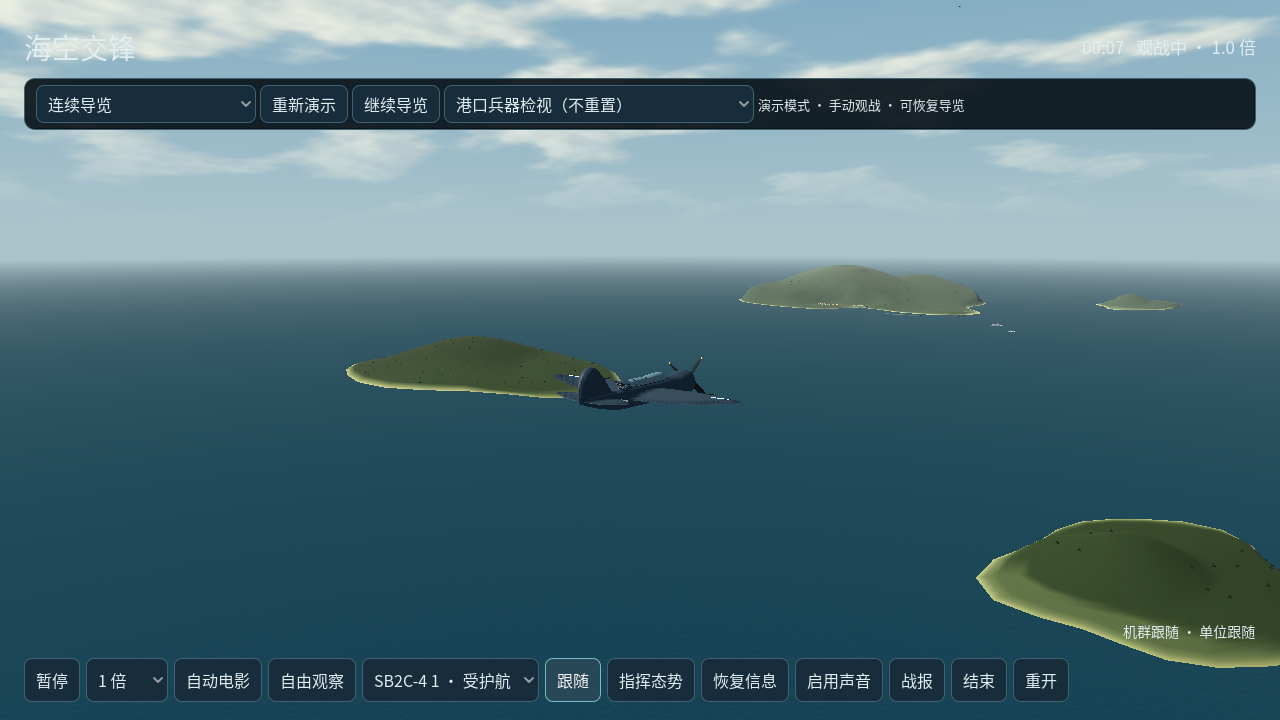 海空交锋
00:07 观战中 · 1.0 倍
连续导览 重新演示 继续导览 港口兵器检视（不重置） 演示模式 · 手动观战 · 可恢复导览
机群跟随 · 单位跟随
暂停 1 倍 自动电影 自由观察 SB2C-4 1 · 受护航 跟随 指挥态势 恢复信息 启用声音 战报 结束 重开